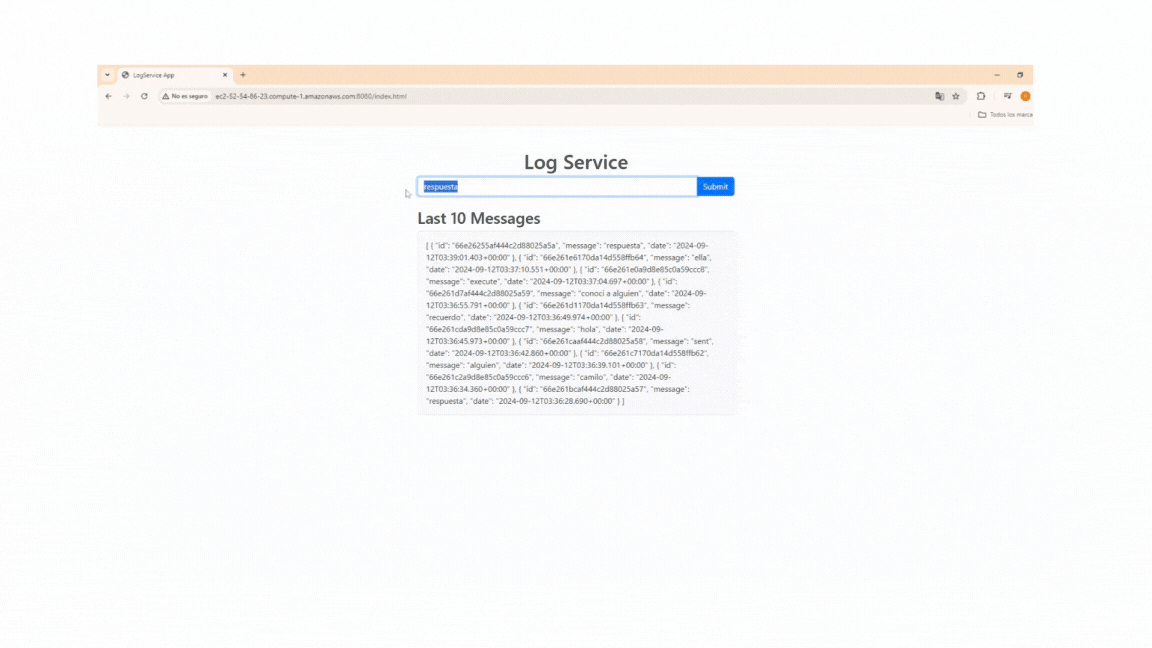 LogService App
No es seguro ec2-52-54-86-23.compute-1.amazonaws.com:8080/index.html
Todos los marca
Log Service
respuesta Submit
Last 10 Messages
[ { "id": "66e26255af444c2d88025a5a", "message": "respuesta", "date": "2024-09-
12T03:39:01.403+00:00" }, { "id": "66e261e6170da14d558ffb64", "message": "ella",
"date": "2024-09-12T03:37:10.551+00:00" }, { "id": "66e261e0a9d8e85c0a59ccc8",
"message": "execute", "date": "2024-09-12T03:37:04.697+00:00" }, { "id":
"66e261d7af444c2d88025a59", "message": "conoci a alguien", "date": "2024-09-
12T03:36:55.791+00:00" }, { "id": "66e261d1170da14d558ffb63", "message":
"recuerdo", "date": "2024-09-12T03:36:49.974+00:00" }, { "id":
"66e261cda9d8e85c0a59ccc7", "message": "hola", "date": "2024-09-
12T03:36:45.973+00:00" }, { "id": "66e261caaf444c2d88025a58", "message": "sent",
"date": "2024-09-12T03:36:42.860+00:00" }, { "id": "66e261c7170da14d558ffb62",
"message": "alguien", "date": "2024-09-12T03:36:39.101+00:00" }, { "id":
"66e261c2a9d8e85c0a59ccc6", "message": "camilo", "date": "2024-09-
12T03:36:34.360+00:00" }, { "id": "66e261bcaf444c2d88025a57", "message":
"respuesta", "date": "2024-09-12T03:36:28.690+00:00" } ]